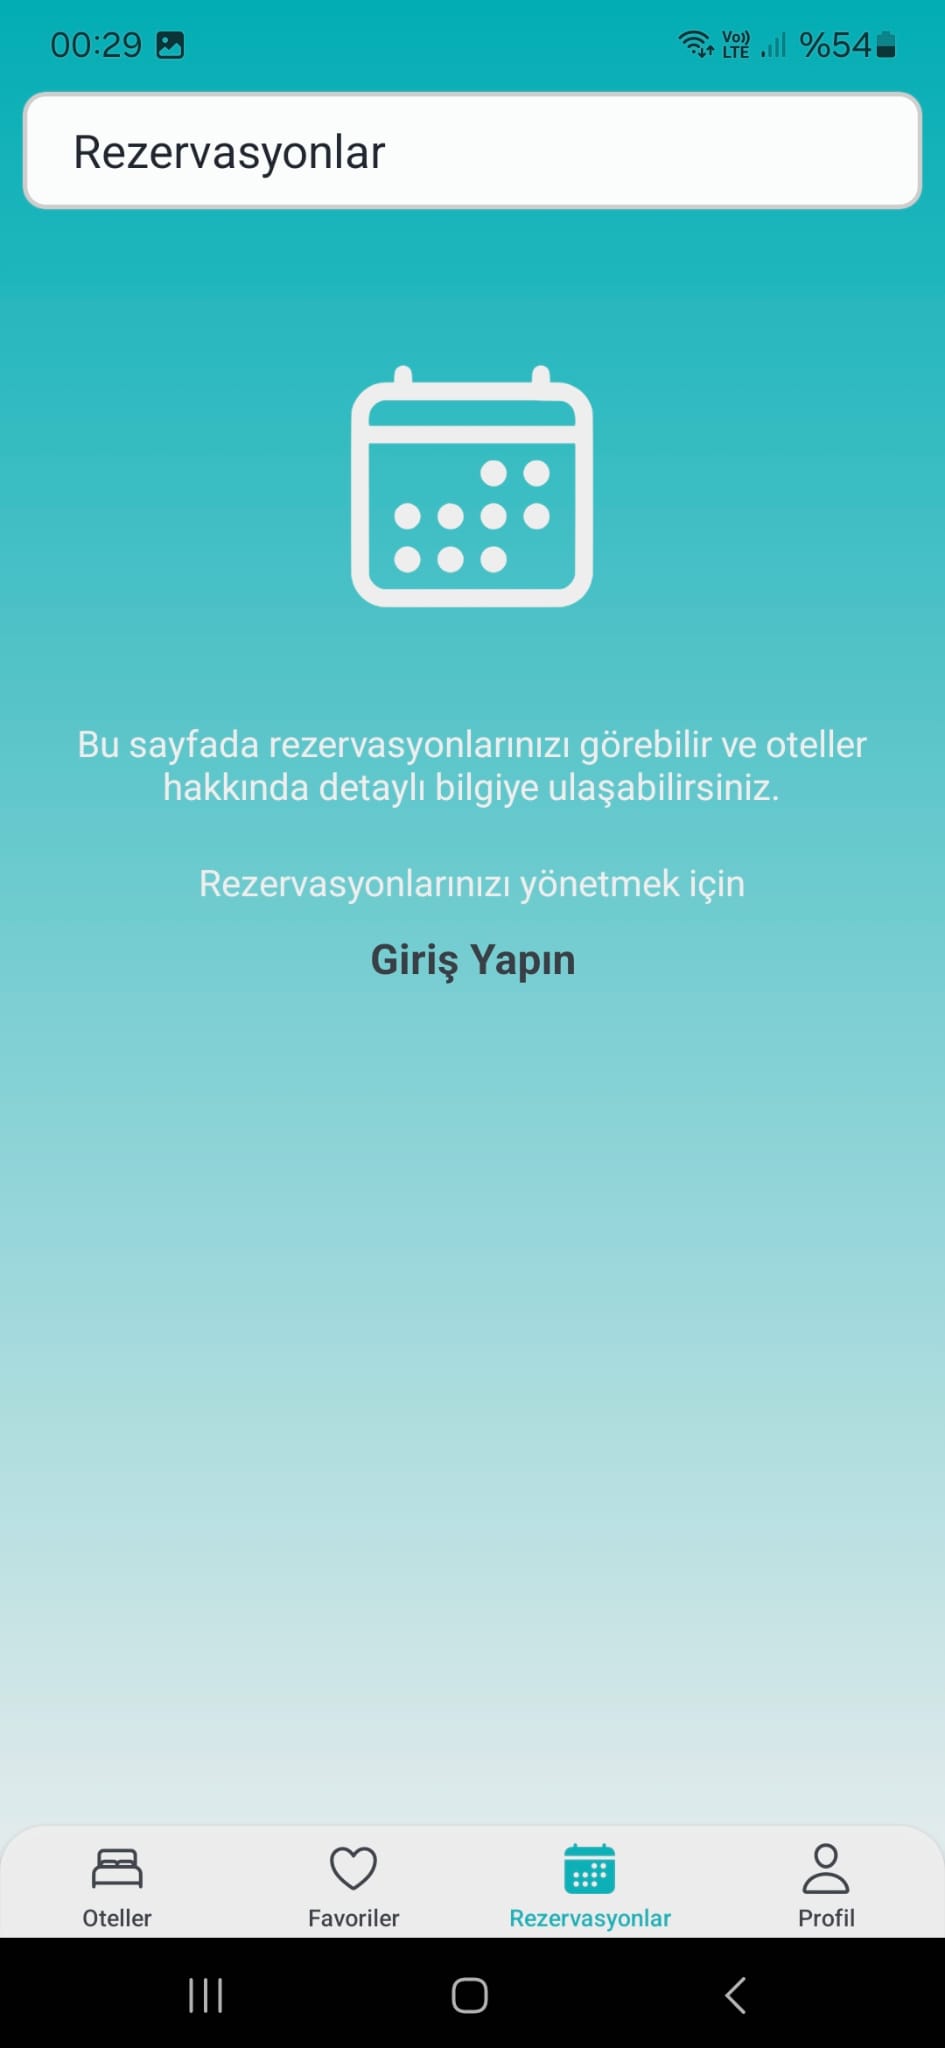 00:29
Vo)) LTE %54
Rezervasyonlar
Bu sayfada rezervasyonlarınızı görebilir ve oteller
hakkında detaylı bilgiye ulaşabilirsiniz.
Rezervasyonlarınızı yönetmek için
Giriş Yapın
Oteller
Favoriler
Rezervasyonlar
Profil